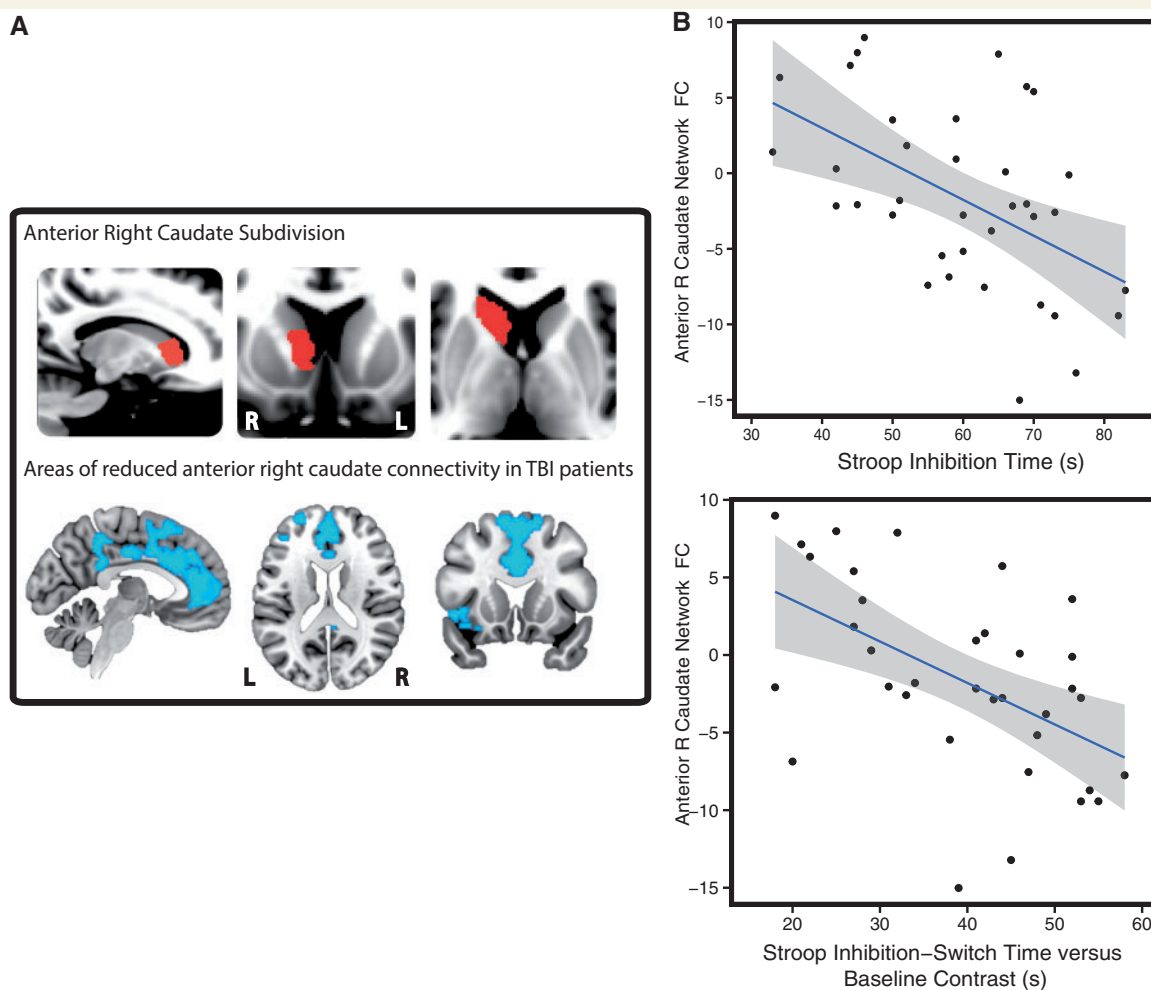 A
Anterior Right Caudate Subdivision
R
L
Areas of reduced anterior right caudate connectivity in TBI patients
L
R
B
Anterior R Caudate Network FC
10
5
0
−5
−10
−15
30 40 50 60 70 80
Stroop Inhibition Time (s)
Anterior R Caudate Network FC
10
5
0
−5
−10
−15
20 30 40 50 60
Stroop Inhibition−Switch Time versus
Baseline Contrast (s)